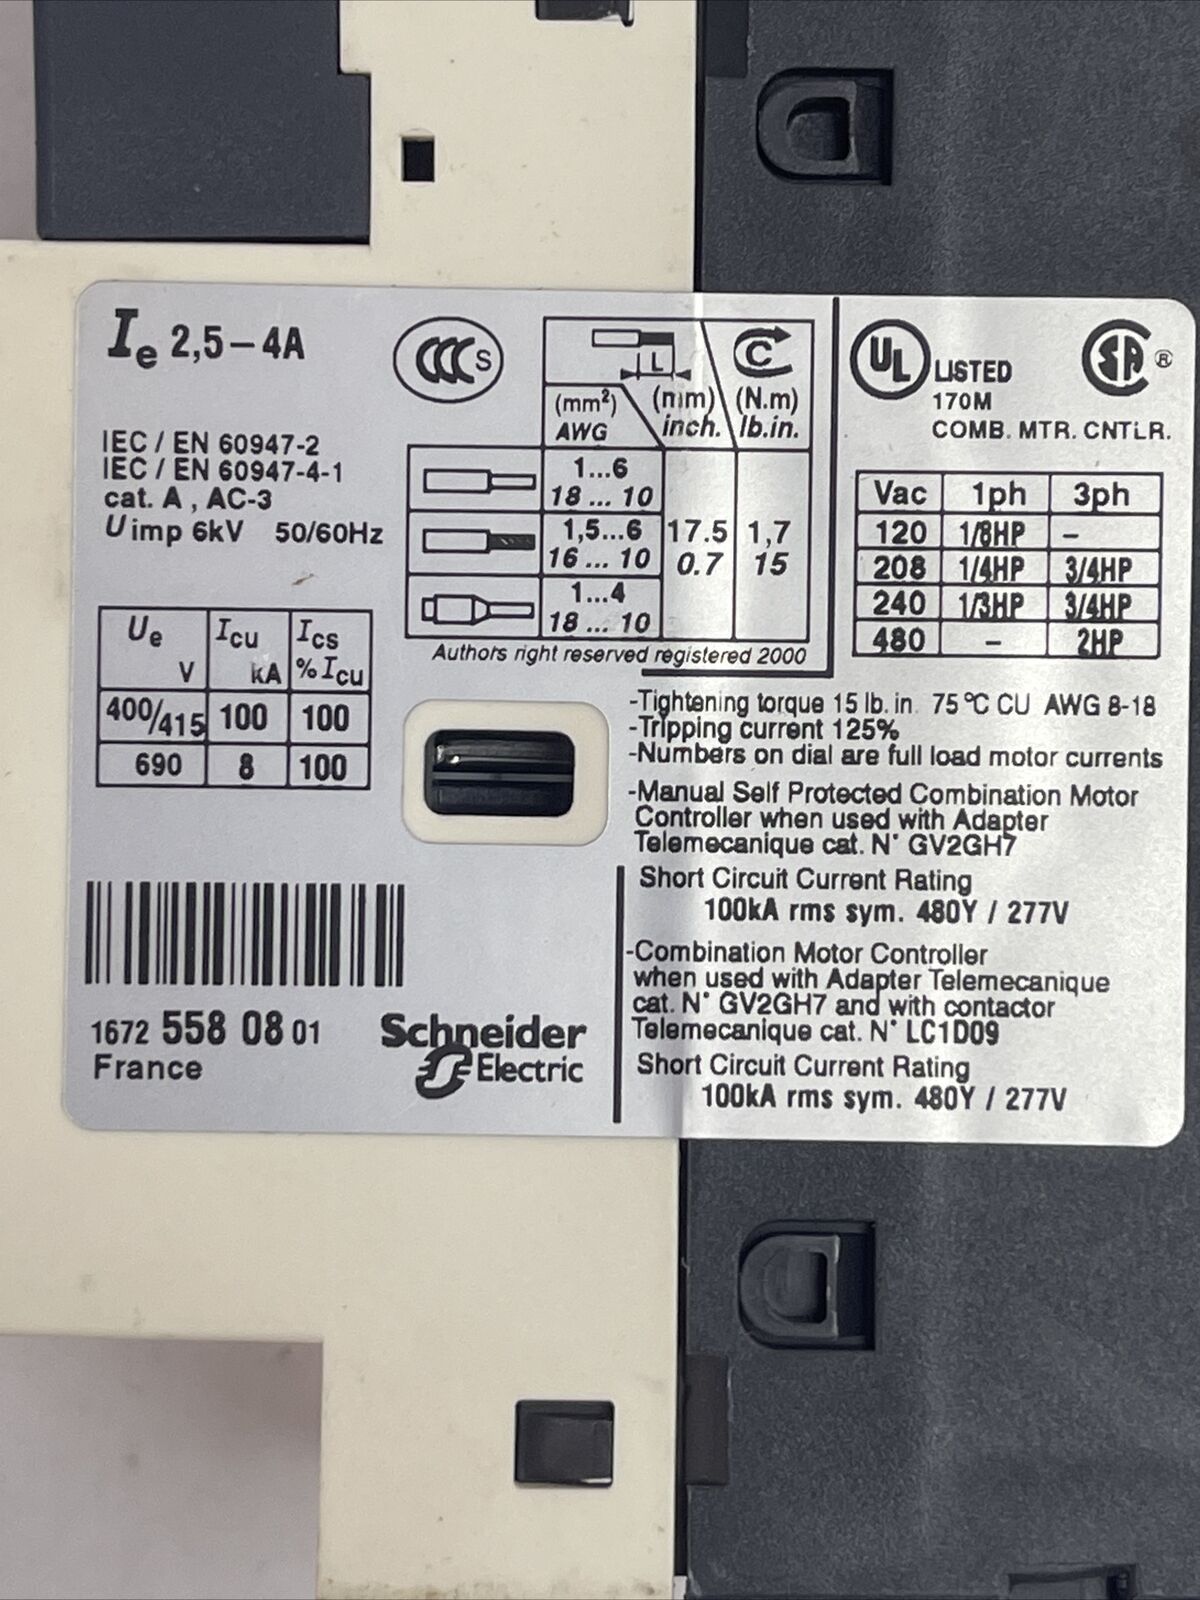 Ie 2,5–4A
IEC / EN 60947-2
IEC / EN 60947-4-1
cat. A , AC-3
U imp 6kV 50/60Hz
Ue V Icu kA Ics % Icu
400/415 100 100
690 8 100
1672 558 08 01
France
Schneider
Electric
CCC S
L C
(mm²) (mm) (N.m)
AWG inch. lb.in.
1...6
18 ... 10
1,5...6 17.5 1,7
16 ... 10 0.7 15
1...4
18 ... 10
Authors right reserved registered 2000
UL LISTED SA ®
170M
COMB. MTR. CNTLR.
Vac 1ph 3ph
120 1/8HP –
208 1/4HP 3/4HP
240 1/3HP 3/4HP
480 – 2HP
-Tightening torque 15 lb.in. 75°C CU AWG 8-18
-Tripping current 125%
-Numbers on dial are full load motor currents
-Manual Self Protected Combination Motor
Controller when used with Adapter
Telemecanique cat. N° GV2GH7
Short Circuit Current Rating
100kA rms sym. 480Y / 277V
-Combination Motor Controller
when used with Adapter Telemecanique
cat. N° GV2GH7 and with contactor
Telemecanique cat. N° LC1D09
Short Circuit Current Rating
100kA rms sym. 480Y / 277V